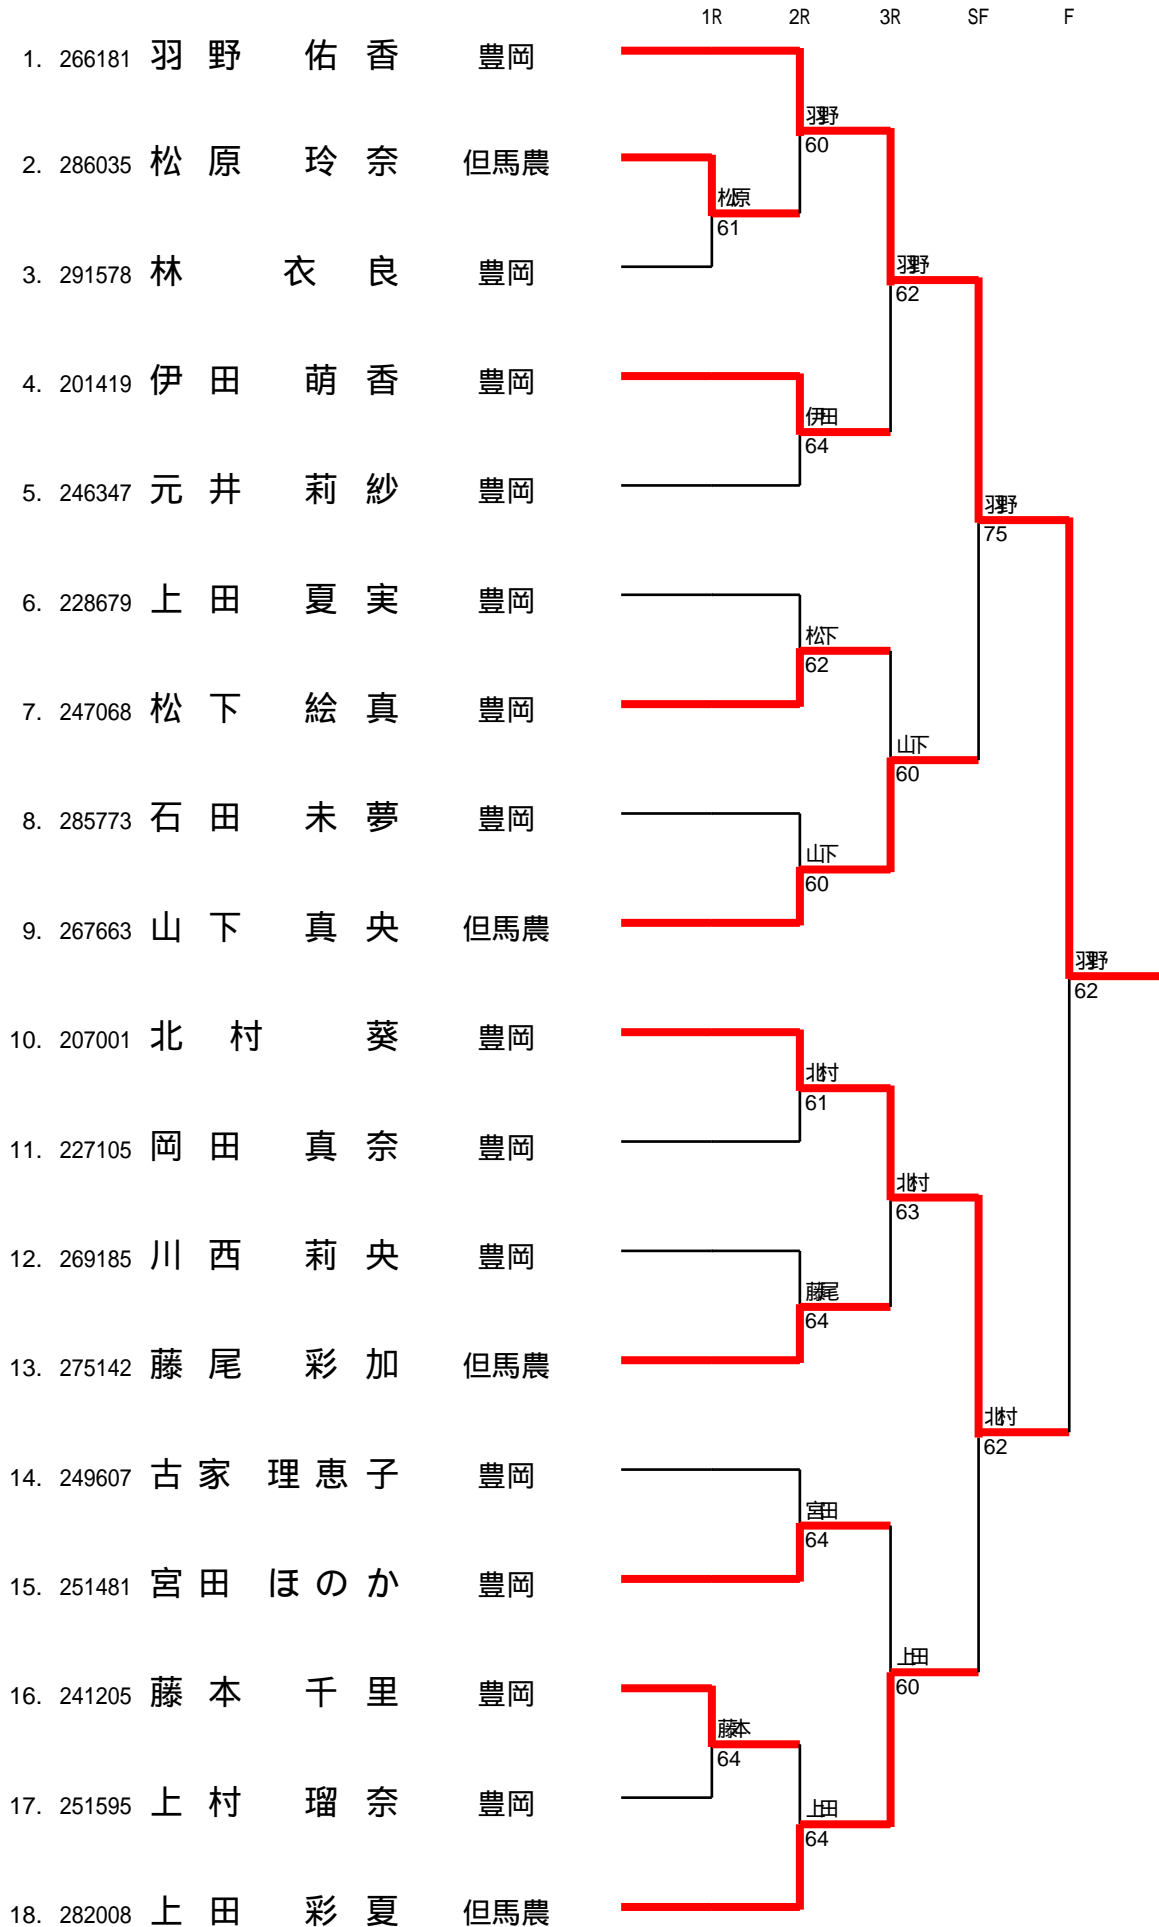 1R 2R 3R SF F
1. 266181 羽野 佑香 豊岡
羽野
60
2. 286035 松原 玲奈 但馬農
松原
61
3. 291578 林 衣良 豊岡
羽野
62
4. 201419 伊田 萌香 豊岡
伊田
64
5. 246347 元井 莉紗 豊岡
羽野
75
6. 228679 上田 夏実 豊岡
松下
62
7. 247068 松下 絵真 豊岡
山下
60
8. 285773 石田 未夢 豊岡
山下
60
9. 267663 山下 真央 但馬農
羽野
62
10. 207001 北村 葵 豊岡
北村
61
11. 227105 岡田 真奈 豊岡
北村
63
12. 269185 川西 莉央 豊岡
藤尾
64
13. 275142 藤尾 彩加 但馬農
北村
62
14. 249607 古家 理恵子 豊岡
宮田
64
15. 251481 宮田 ほのか 豊岡
上田
60
16. 241205 藤本 千里 豊岡
藤本
64
17. 251595 上村 瑠奈 豊岡
上田
64
18. 282008 上田 彩夏 但馬農